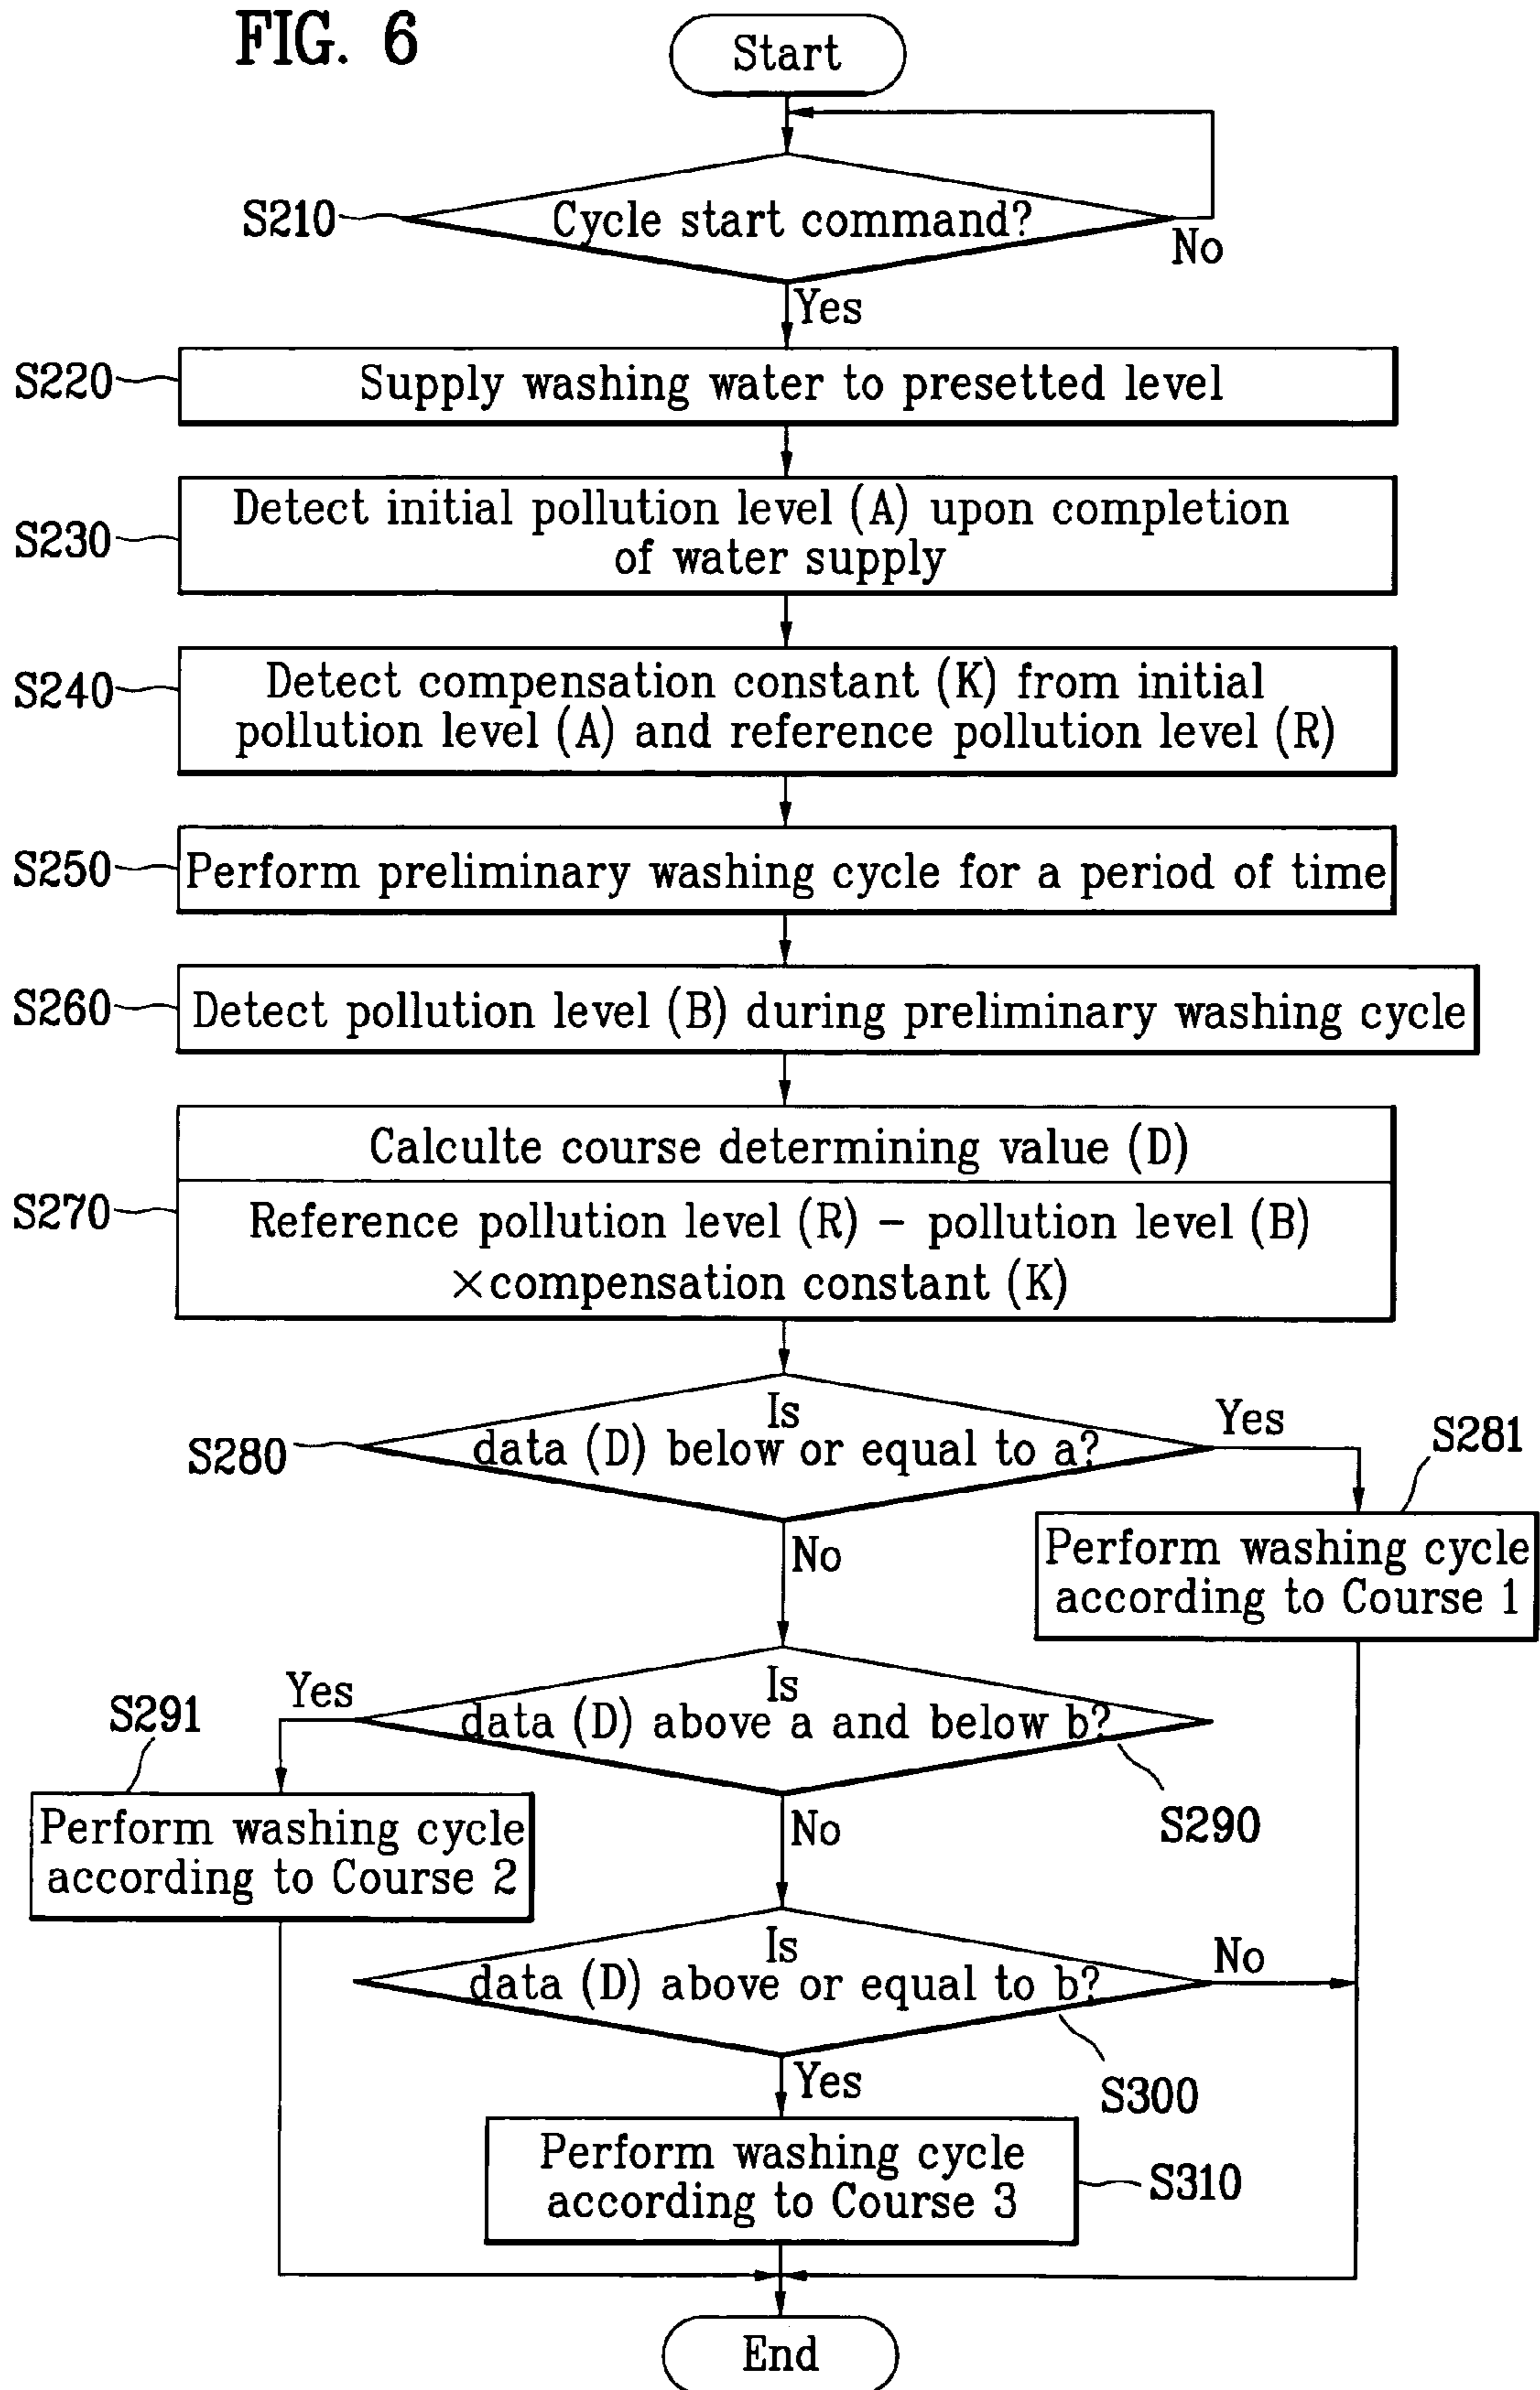 FIG. 6
Start
S210
Cycle start command?
No
Yes
S220
Supply washing water to presetted level
S230
Detect initial pollution level (A) upon completion
of water supply
S240
Detect compensation constant (K) from initial
pollution level (A) and reference pollution level (R)
S250
Perform preliminary washing cycle for a period of time
S260
Detect pollution level (B) during preliminary washing cycle
Calculte course determining value (D)
S270
Reference pollution level (R) − pollution level (B)
×compensation constant (K)
S280
Is
data (D) below or equal to a?
Yes
S281
No
Perform washing cycle
according to Course 1
Is
data (D) above a and below b?
Yes
S291
S290
No
Perform washing cycle
according to Course 2
Is
data (D) above or equal to b?
No
Yes
S300
Perform washing cycle
according to Course 3
S310
End